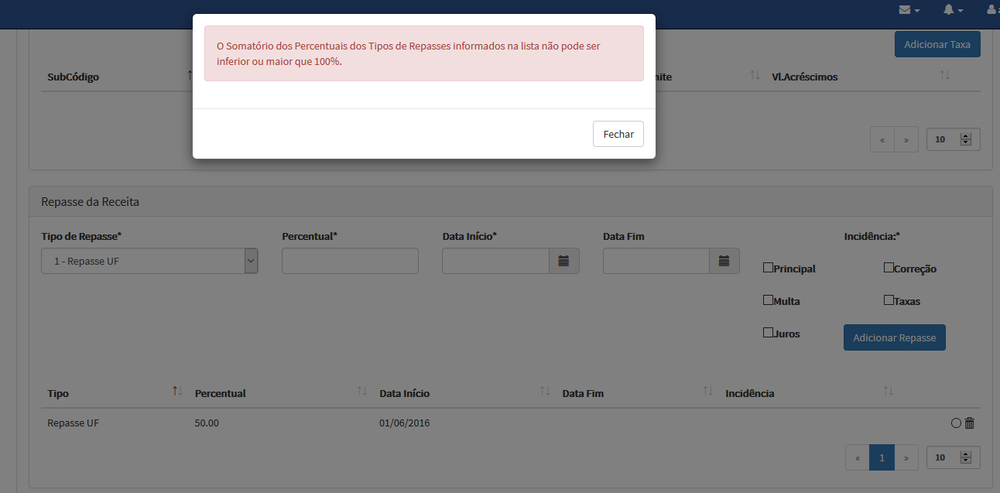 O Somatório dos Percentuais dos Tipos de Repasses informados na lista não pode ser
inferior ou maior que 100%.
Fechar
Adicionar Taxa
SubCódigo Vl.Acréscimos
« » 10
Repasse da Receita
Tipo de Repasse* Percentual* Data Início* Data Fim Incidência:*
1 - Repasse UF
Principal Correção
Multa Taxas
Juros Adicionar Repasse
Tipo Percentual Data Início Data Fim Incidência
Repasse UF 50.00 01/06/2016
« 1 » 10